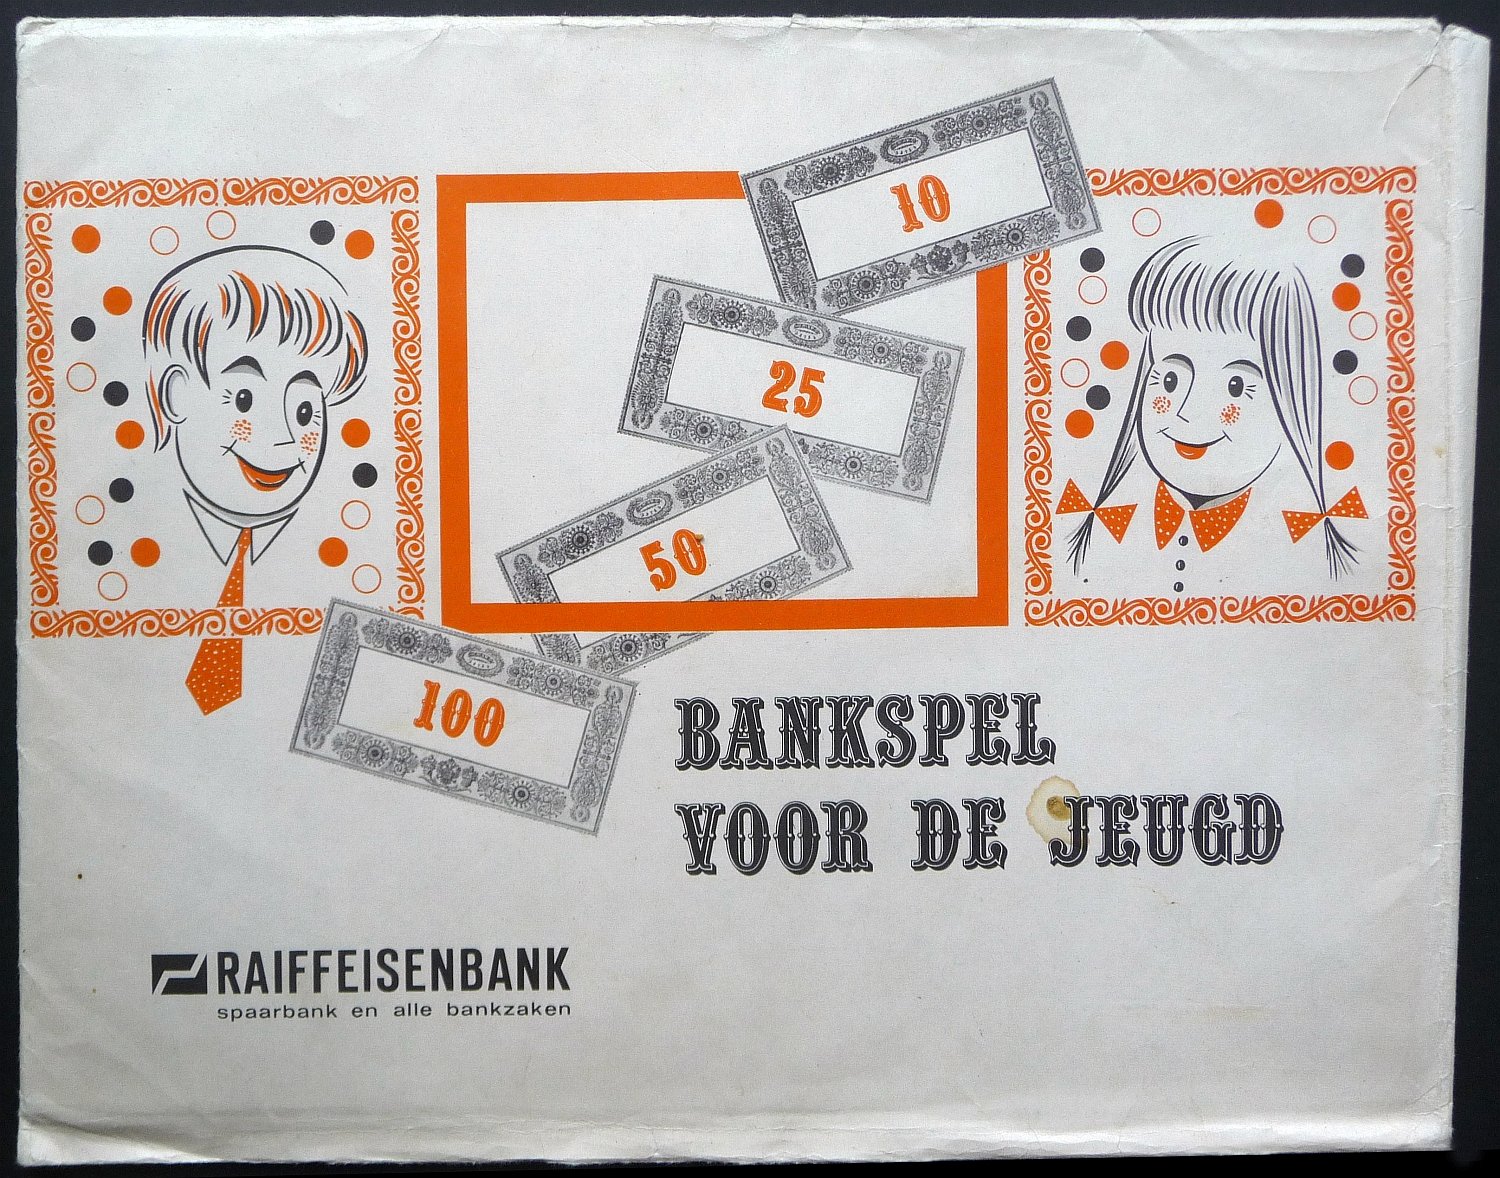 10
25
50
100
BANKSPEL
VOOR DE JEUGD
RAIFFEISENBANK
spaarbank en alle bankzaken